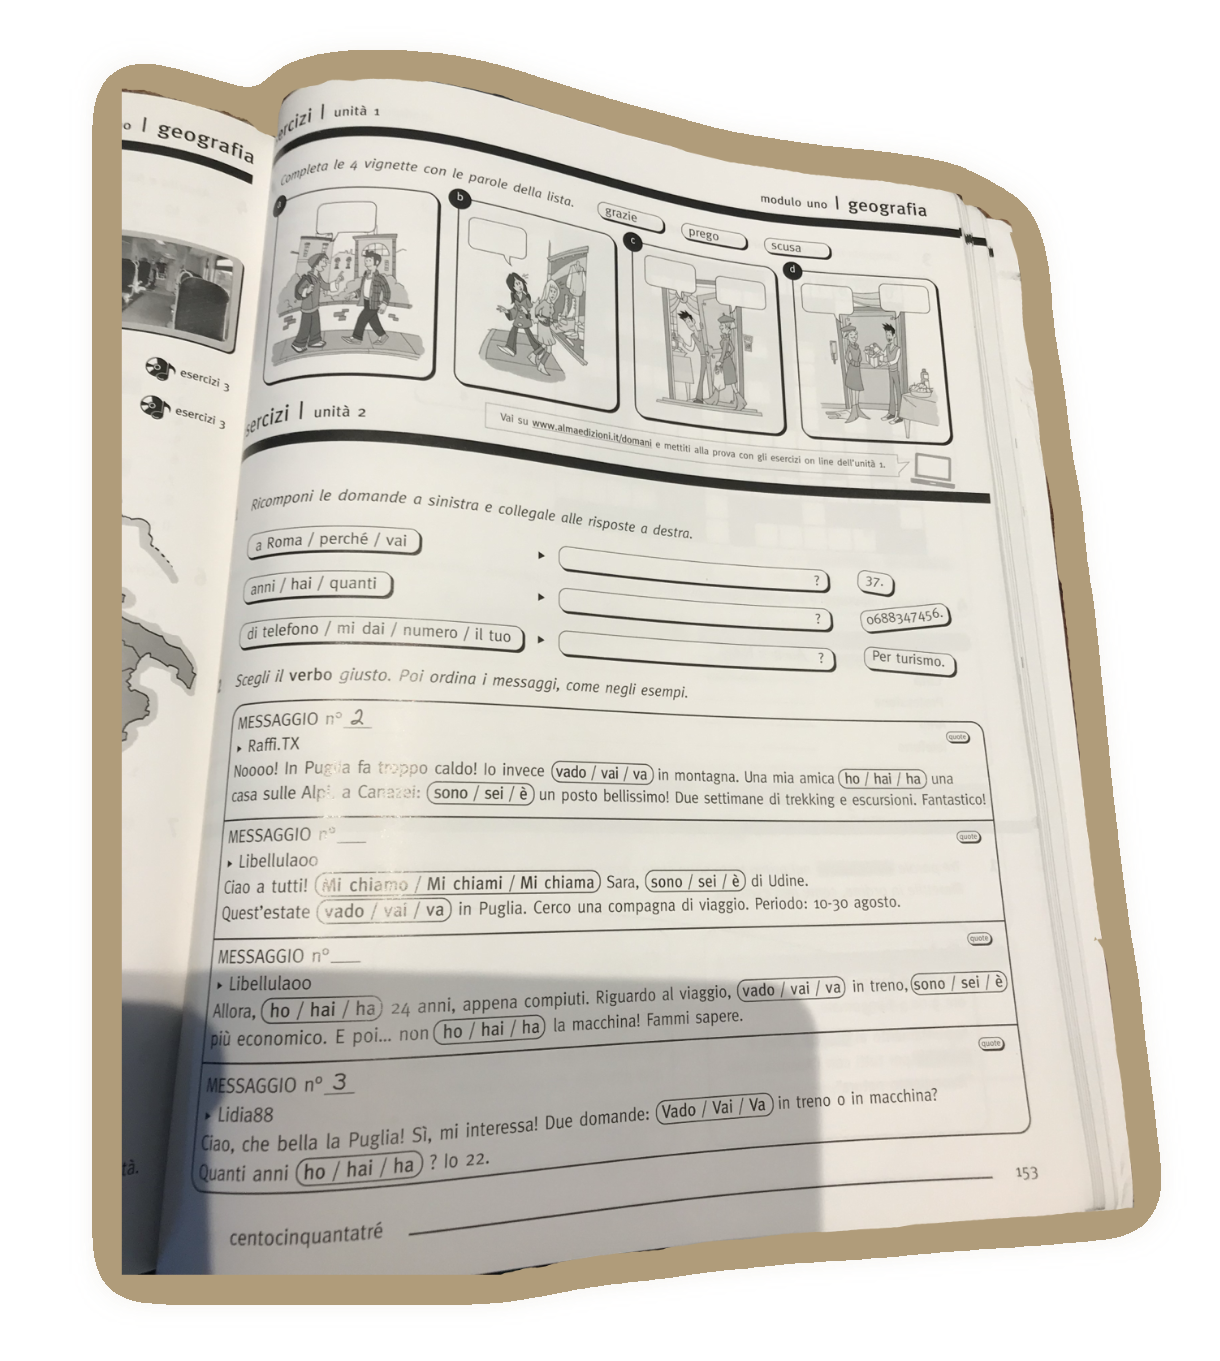 o | geografia
esercizi 3
esercizi 3
tà.
ercizi | unità 1
modulo uno | geografia
Completa le 4 vignette con le parole della lista.
grazie
prego
scusa
a
b
c
d
Vai su www.almaedizioni.it/domani e mettiti alla prova con gli esercizi on line dell'unità 1.
sercizi | unità 2
Ricomponi le domande a sinistra e collegale alle risposte a destra.
a Roma / perché / vai
?
37.
anni / hai / quanti
?
0688347456.
di telefono / mi dai / numero / il tuo
?
Per turismo.
Scegli il verbo giusto. Poi ordina i messaggi, come negli esempi.
MESSAGGIO n° 2
quote
Raffi.TX
Noooo! In Puglia fa troppo caldo! Io invece vado / vai / va in montagna. Una mia amica ho / hai / ha una
casa sulle Alpi, a Canazei: sono / sei / è un posto bellissimo! Due settimane di trekking e escursioni. Fantastico!
MESSAGGIO n° ___
quote
Libellula00
Ciao a tutti! Mi chiamo / Mi chiami / Mi chiama Sara, sono / sei / è di Udine.
Quest'estate vado / vai / va in Puglia. Cerco una compagna di viaggio. Periodo: 10-30 agosto.
MESSAGGIO n° ___
quote
Libellula00
Allora, ho / hai / ha 24 anni, appena compiuti. Riguardo al viaggio, vado / vai / va in treno, sono / sei / è
più economico. E poi... non ho / hai / ha la macchina! Fammi sapere.
MESSAGGIO n° 3
quote
Lidia88
Ciao, che bella la Puglia! Sì, mi interessa! Due domande: Vado / Vai / Va in treno o in macchina?
Quanti anni ho / hai / ha ? Io 22.
centocinquantatré
153